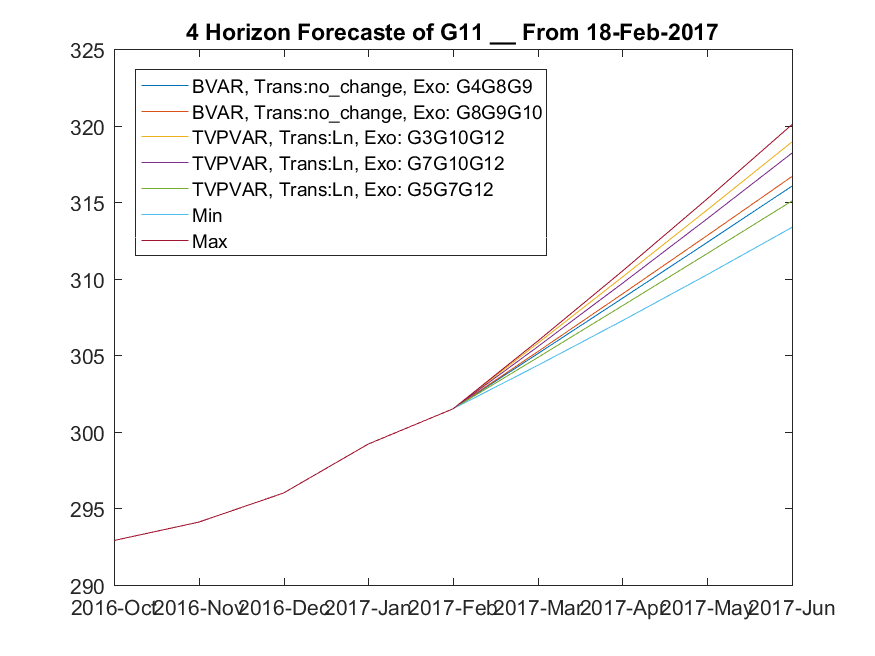 4 Horizon Forecaste of G11 __ From 18-Feb-2017
325
320
315
310
305
300
295
290
BVAR, Trans:no_change, Exo: G4G8G9
BVAR, Trans:no_change, Exo: G8G9G10
TVPVAR, Trans:Ln, Exo: G3G10G12
TVPVAR, Trans:Ln, Exo: G7G10G12
TVPVAR, Trans:Ln, Exo: G5G7G12
Min
Max
2016-Oct 2016-Nov 2016-Dec 2017-Jan 2017-Feb 2017-Mar 2017-Apr 2017-May 2017-Jun